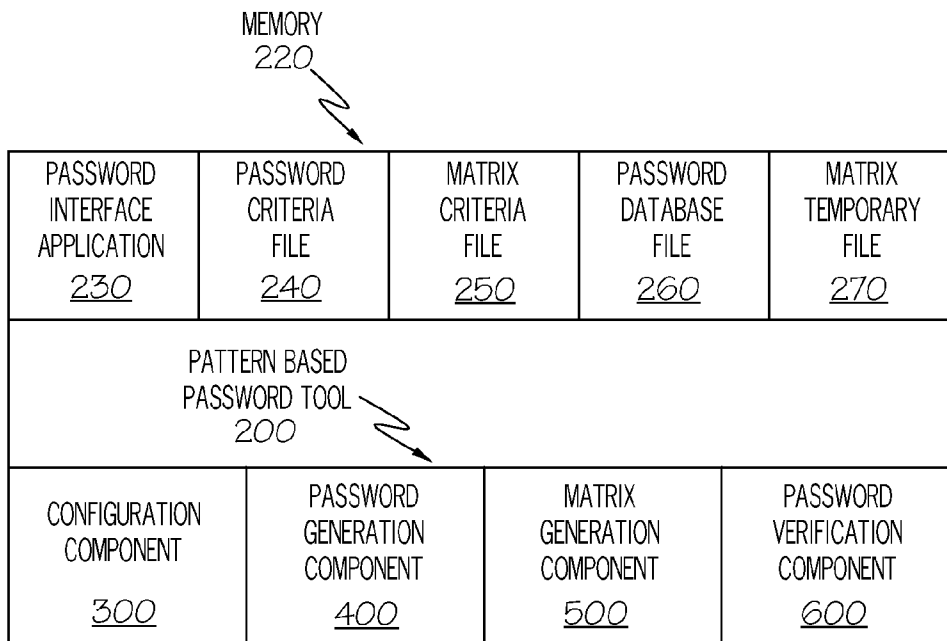 MEMORY
220
PASSWORD
INTERFACE
APPLICATION
230
PASSWORD
CRITERIA
FILE
240
MATRIX
CRITERIA
FILE
250
PASSWORD
DATABASE
FILE
260
MATRIX
TEMPORARY
FILE
270
PATTERN BASED
PASSWORD TOOL
200
CONFIGURATION
COMPONENT
300
PASSWORD
GENERATION
COMPONENT
400
MATRIX
GENERATION
COMPONENT
500
PASSWORD
VERIFICATION
COMPONENT
600